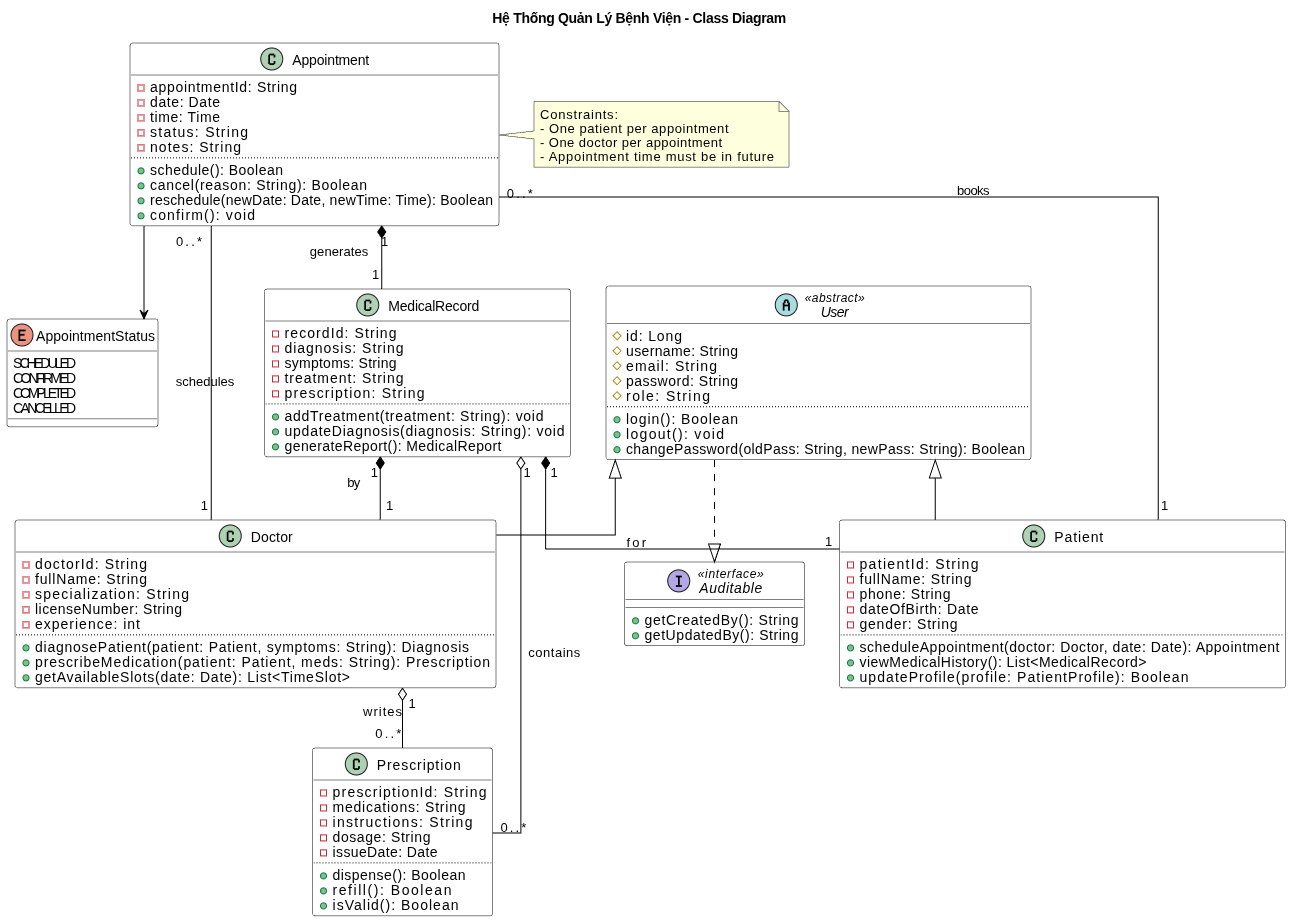 Hệ Thống Quản Lý Bệnh Viện - Class Diagram
C Appointment
appointmentId: String
date: Date
time: Time
status: String
notes: String
schedule(): Boolean
cancel(reason: String): Boolean
reschedule(newDate: Date, newTime: Time): Boolean
confirm(): void
Constraints:
- One patient per appointment
- One doctor per appointment
- Appointment time must be in future
0..*
books
0..*
1
generates
1
E AppointmentStatus
SCHEDULED
CONFIRMED
COMPLETED
CANCELLED
schedules
C MedicalRecord
recordId: String
diagnosis: String
symptoms: String
treatment: String
prescription: String
addTreatment(treatment: String): void
updateDiagnosis(diagnosis: String): void
generateReport(): MedicalReport
A «abstract»
User
id: Long
username: String
email: String
password: String
role: String
login(): Boolean
logout(): void
changePassword(oldPass: String, newPass: String): Boolean
1
1
1
by
1
1
1
for
1
C Doctor
doctorId: String
fullName: String
specialization: String
licenseNumber: String
experience: int
diagnosePatient(patient: Patient, symptoms: String): Diagnosis
prescribeMedication(patient: Patient, meds: String): Prescription
getAvailableSlots(date: Date): List<TimeSlot>
I «interface»
Auditable
getCreatedBy(): String
getUpdatedBy(): String
C Patient
patientId: String
fullName: String
phone: String
dateOfBirth: Date
gender: String
scheduleAppointment(doctor: Doctor, date: Date): Appointment
viewMedicalHistory(): List<MedicalRecord>
updateProfile(profile: PatientProfile): Boolean
contains
1
writes
0..*
C Prescription
prescriptionId: String
medications: String
instructions: String
dosage: String
issueDate: Date
dispense(): Boolean
refill(): Boolean
isValid(): Boolean
0..*